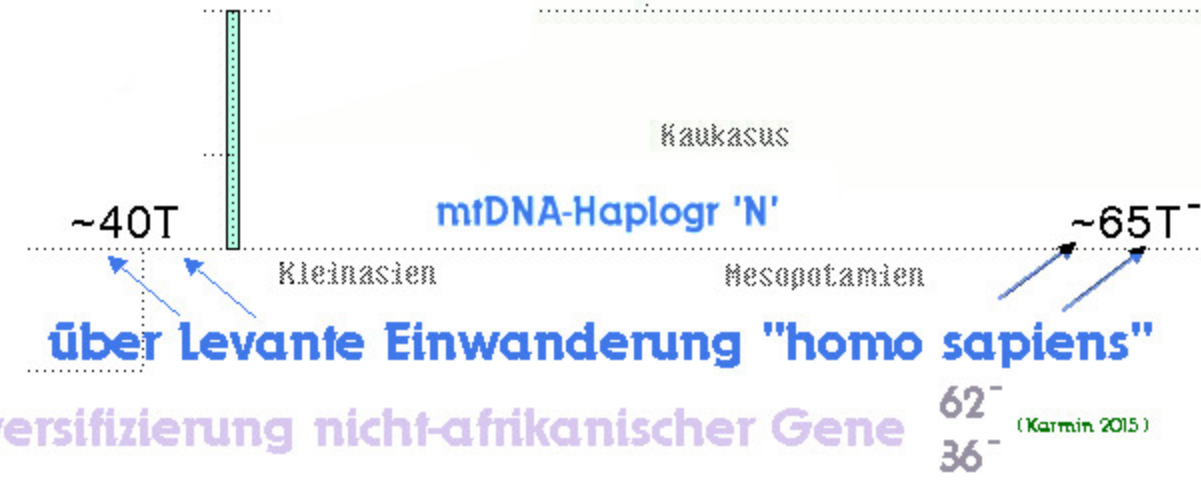 Kaukasus
mtDNA-Haplogr 'N'
~40T
~65T⁻
Kleinasien
Mesopotamien
über Levante Einwanderung "homo sapiens"
62⁻
versifizierung nicht-afrikanischer Gene
(Karmin 2015)
36⁻